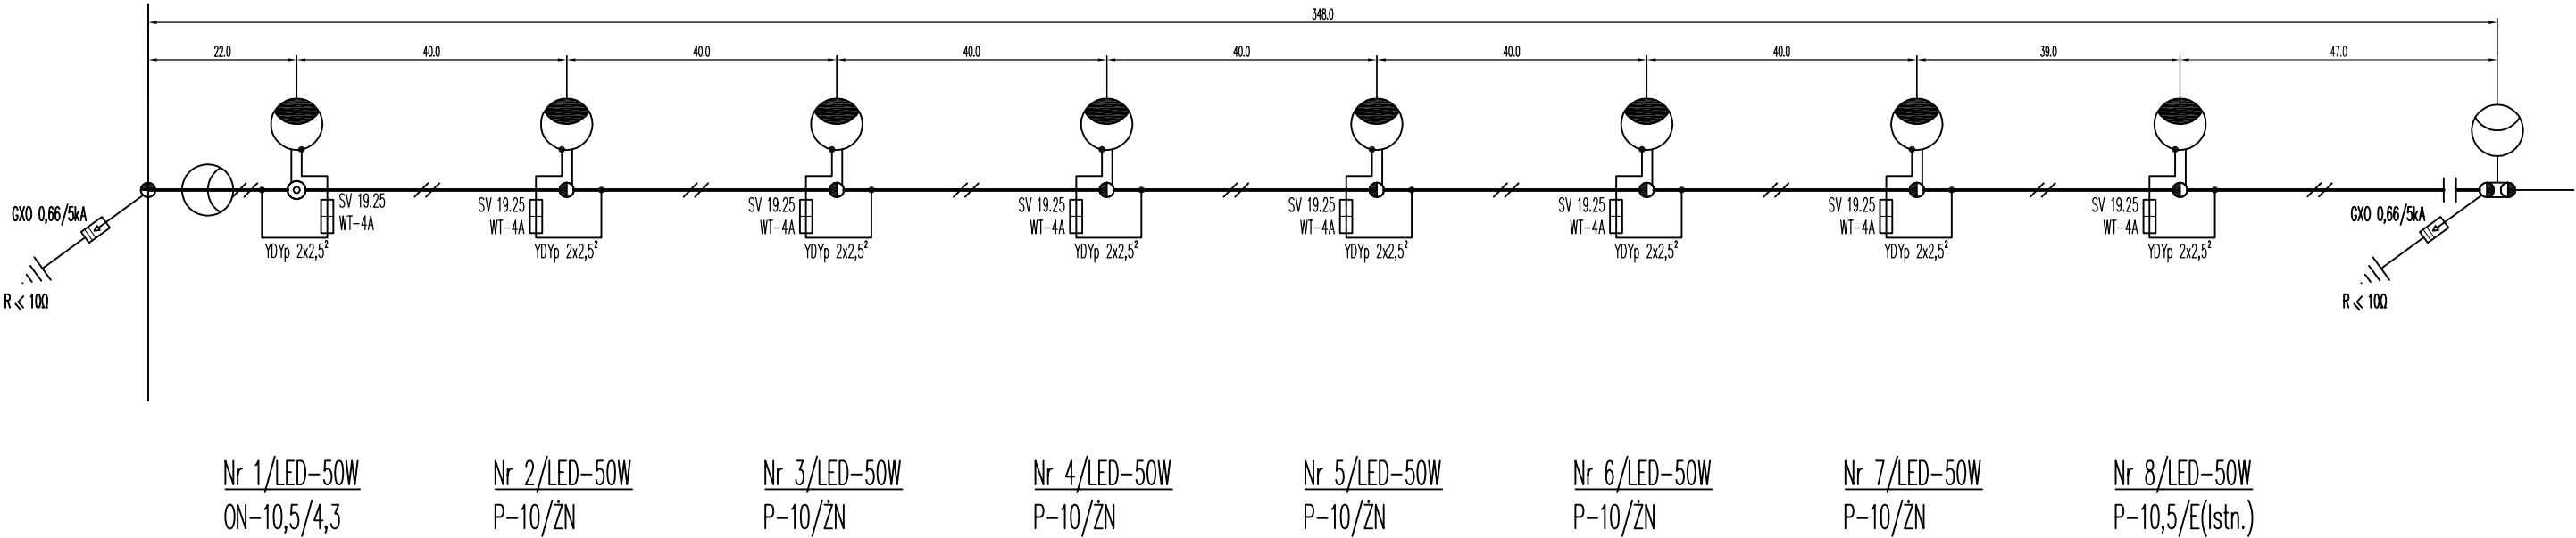 348.0
22.0 40.0 40.0 40.0 40.0 40.0 40.0 39.0 47.0
GXO 0,66/5kA
R ⩽ 10Ω
SV 19.25
WT-4A
YDYp 2x2,5²
SV 19.25
WT-4A
YDYp 2x2,5²
SV 19.25
WT-4A
YDYp 2x2,5²
SV 19.25
WT-4A
YDYp 2x2,5²
SV 19.25
WT-4A
YDYp 2x2,5²
SV 19.25
WT-4A
YDYp 2x2,5²
SV 19.25
WT-4A
YDYp 2x2,5²
SV 19.25
WT-4A
YDYp 2x2,5²
GXO 0,66/5kA
R ⩽ 10Ω
Nr 1/LED-50W
ON-10,5/4,3
Nr 2/LED-50W
P-10/ŻN
Nr 3/LED-50W
P-10/ŻN
Nr 4/LED-50W
P-10/ŻN
Nr 5/LED-50W
P-10/ŻN
Nr 6/LED-50W
P-10/ŻN
Nr 7/LED-50W
P-10/ŻN
Nr 8/LED-50W
P-10,5/E(Istn.)